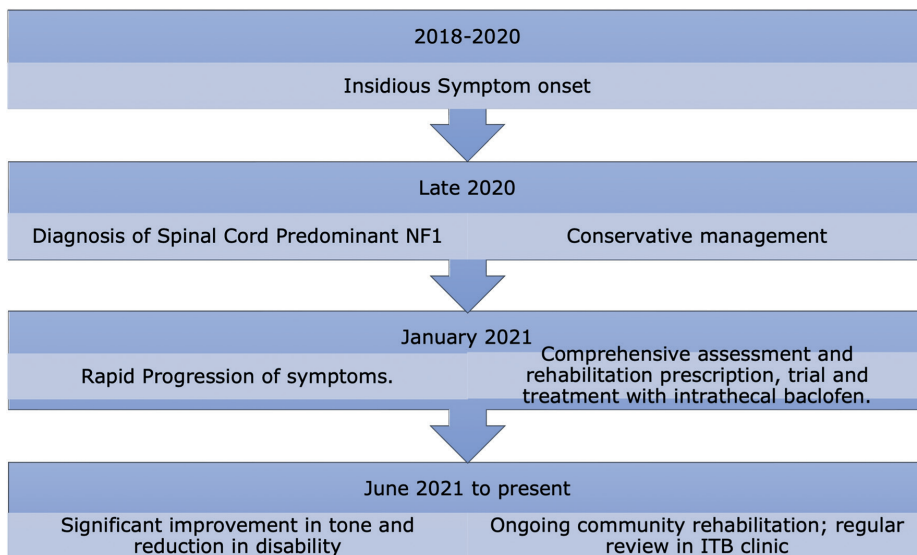 2018-2020
Insidious Symptom onset
Late 2020
Diagnosis of Spinal Cord Predominant NF1
Conservative management
January 2021
Rapid Progression of symptoms.
Comprehensive assessment and
rehabilitation prescription, trial and
treatment with intrathecal baclofen.
June 2021 to present
Significant improvement in tone and
reduction in disability
Ongoing community rehabilitation; regular
review in ITB clinic